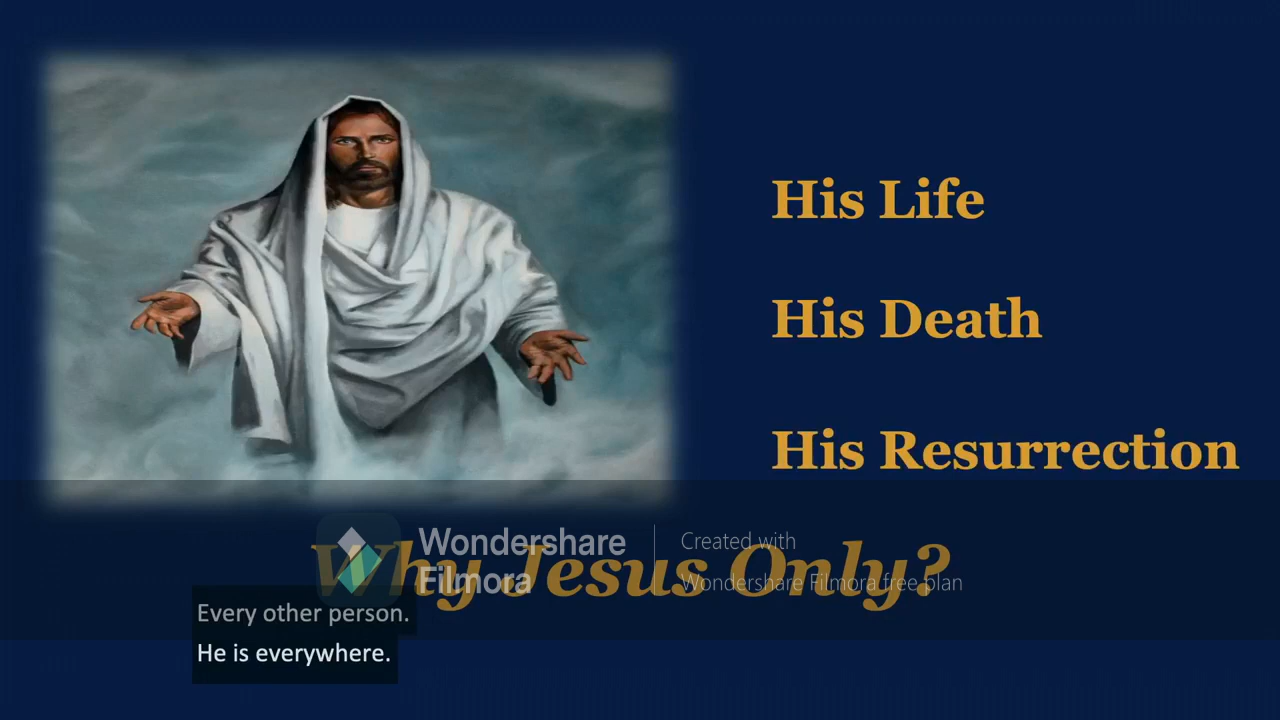 His Life
His Death
His Resurrection
Why Jesus Only?
Wondershare
Filmora
Created with
Wondershare Filmora free plan
Every other person.
He is everywhere.